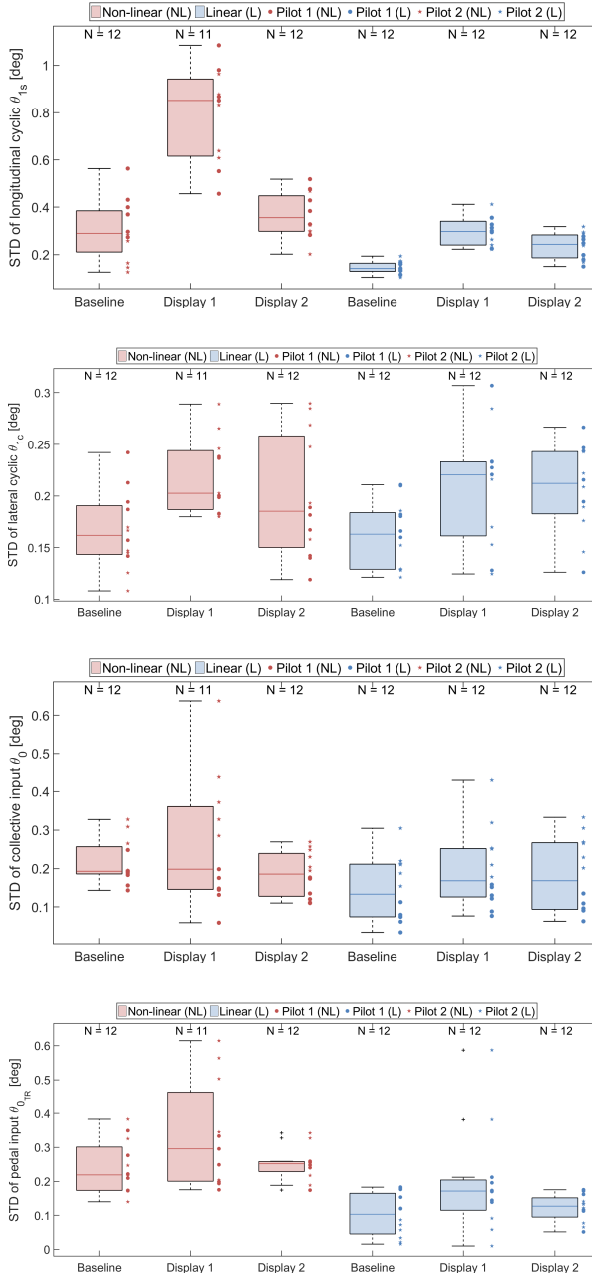 Non-linear (NL) Linear (L) Pilot 1 (NL) Pilot 1 (L) Pilot 2 (NL) Pilot 2 (L)
N = 12 N = 11 N = 12 N = 12 N = 12 N = 12
STD of longitudinal cyclic θ1s [deg]
1
0.8
0.6
0.4
0.2
Baseline Display 1 Display 2 Baseline Display 1 Display 2
Non-linear (NL) Linear (L) Pilot 1 (NL) Pilot 1 (L) Pilot 2 (NL) Pilot 2 (L)
N = 12 N = 11 N = 12 N = 12 N = 12 N = 12
STD of lateral cyclic θ'c [deg]
0.3
0.25
0.2
0.15
0.1
Baseline Display 1 Display 2 Baseline Display 1 Display 2
Non-linear (NL) Linear (L) Pilot 1 (NL) Pilot 1 (L) Pilot 2 (NL) Pilot 2 (L)
N = 12 N = 11 N = 12 N = 12 N = 12 N = 12
STD of collective input θ0 [deg]
0.6
0.5
0.4
0.3
0.2
0.1
Baseline Display 1 Display 2 Baseline Display 1 Display 2
Non-linear (NL) Linear (L) Pilot 1 (NL) Pilot 1 (L) Pilot 2 (NL) Pilot 2 (L)
N = 12 N = 11 N = 12 N = 12 N = 12 N = 12
STD of pedal input θ0TR [deg]
0.6
0.5
0.4
0.3
0.2
0.1
0
Baseline Display 1 Display 2 Baseline Display 1 Display 2